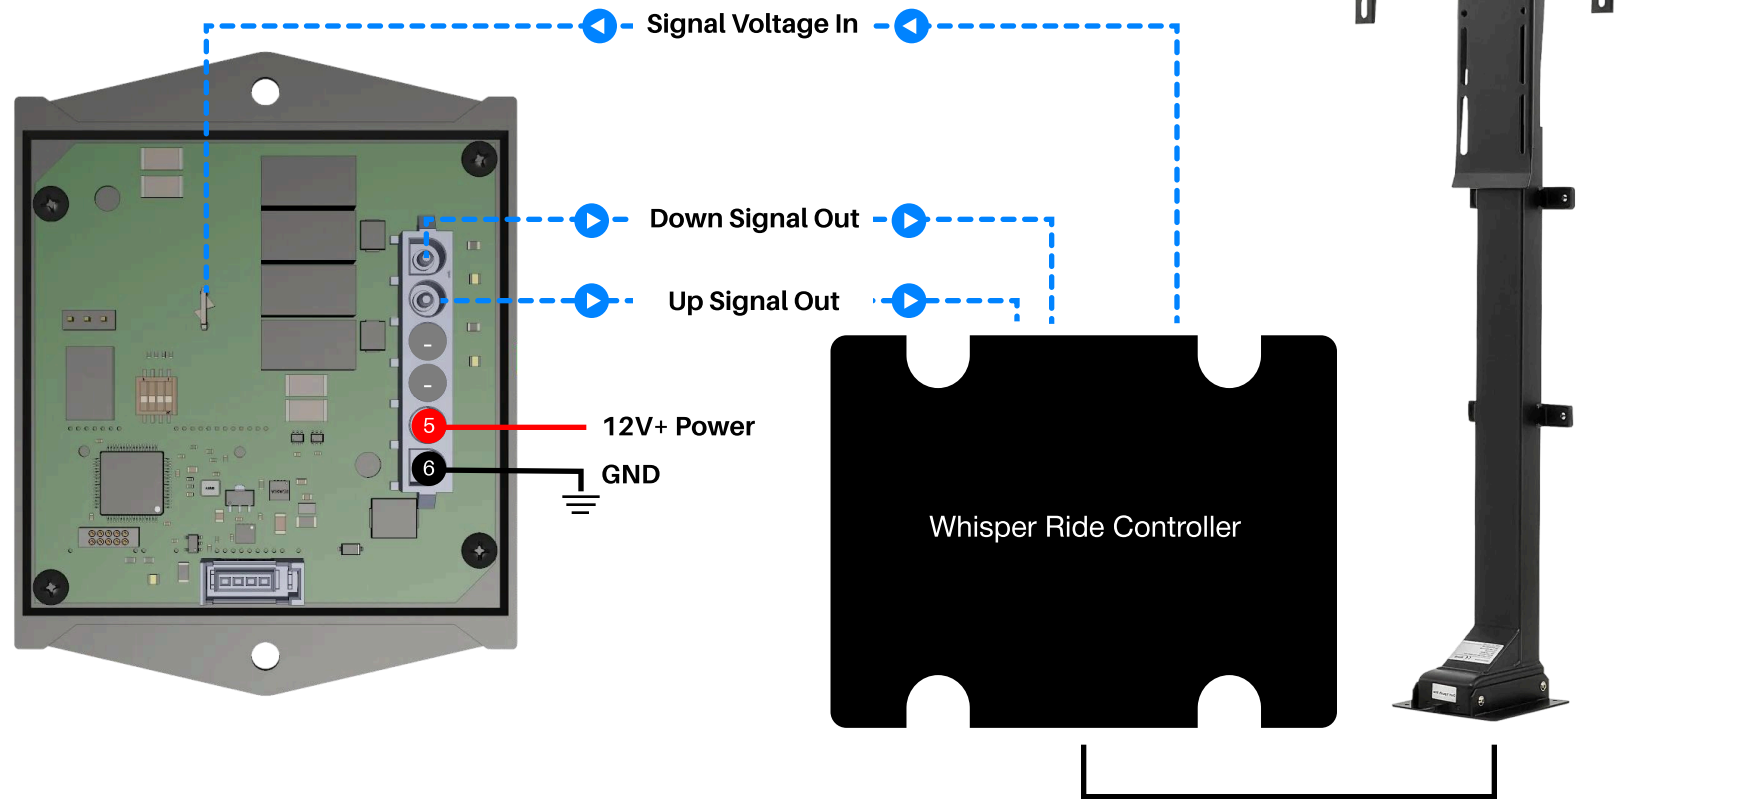 Signal Voltage In
Down Signal Out
Up Signal Out
-
-
5
12V+ Power
6
GND
Whisper Ride Controller